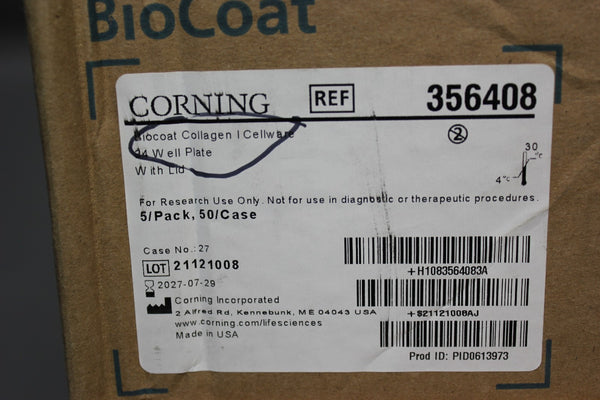 BIOCOAT
CORNING REF 356408
Biocoat Collagen I Cellware
24 Well Plate
With Lid
30 °C
4 °C
For Research Use Only. Not for use in diagnostic or therapeutic procedures.
5/Pack, 50/Case
Case No.: 27
LOT 21121008
2027-07-29
Corning Incorporated
2 Alfred Rd, Kennebunk, ME 04043 USA
www.corning.com/lifesciences
Made in USA
+H1083564083A
+$21121008AJ
Prod ID: PID0613973